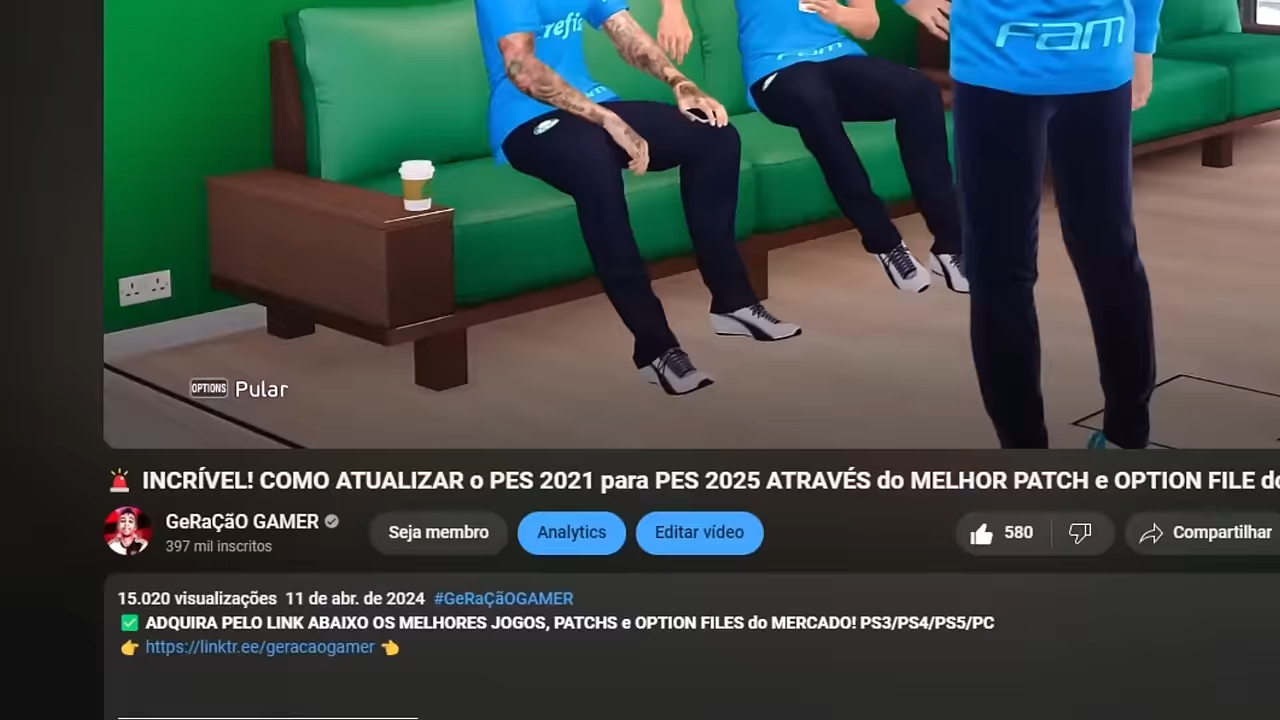 refis
fam
Fam
OPTIONS Pular
🚨 INCRÍVEL! COMO ATUALIZAR o PES 2021 para PES 2025 ATRAVÉS do MELHOR PATCH e OPTION FILE do
GeRaÇãO GAMER
397 mil inscritos
Seja membro
Analytics
Editar vídeo
580
Compartilhar
15.020 visualizações 11 de abr. de 2024 #GeRaÇãOGAMER
✅ ADQUIRA PELO LINK ABAIXO OS MELHORES JOGOS, PATCHS e OPTION FILES do MERCADO! PS3/PS4/PS5/PC
👉 https://linktr.ee/geracaogamer 👈